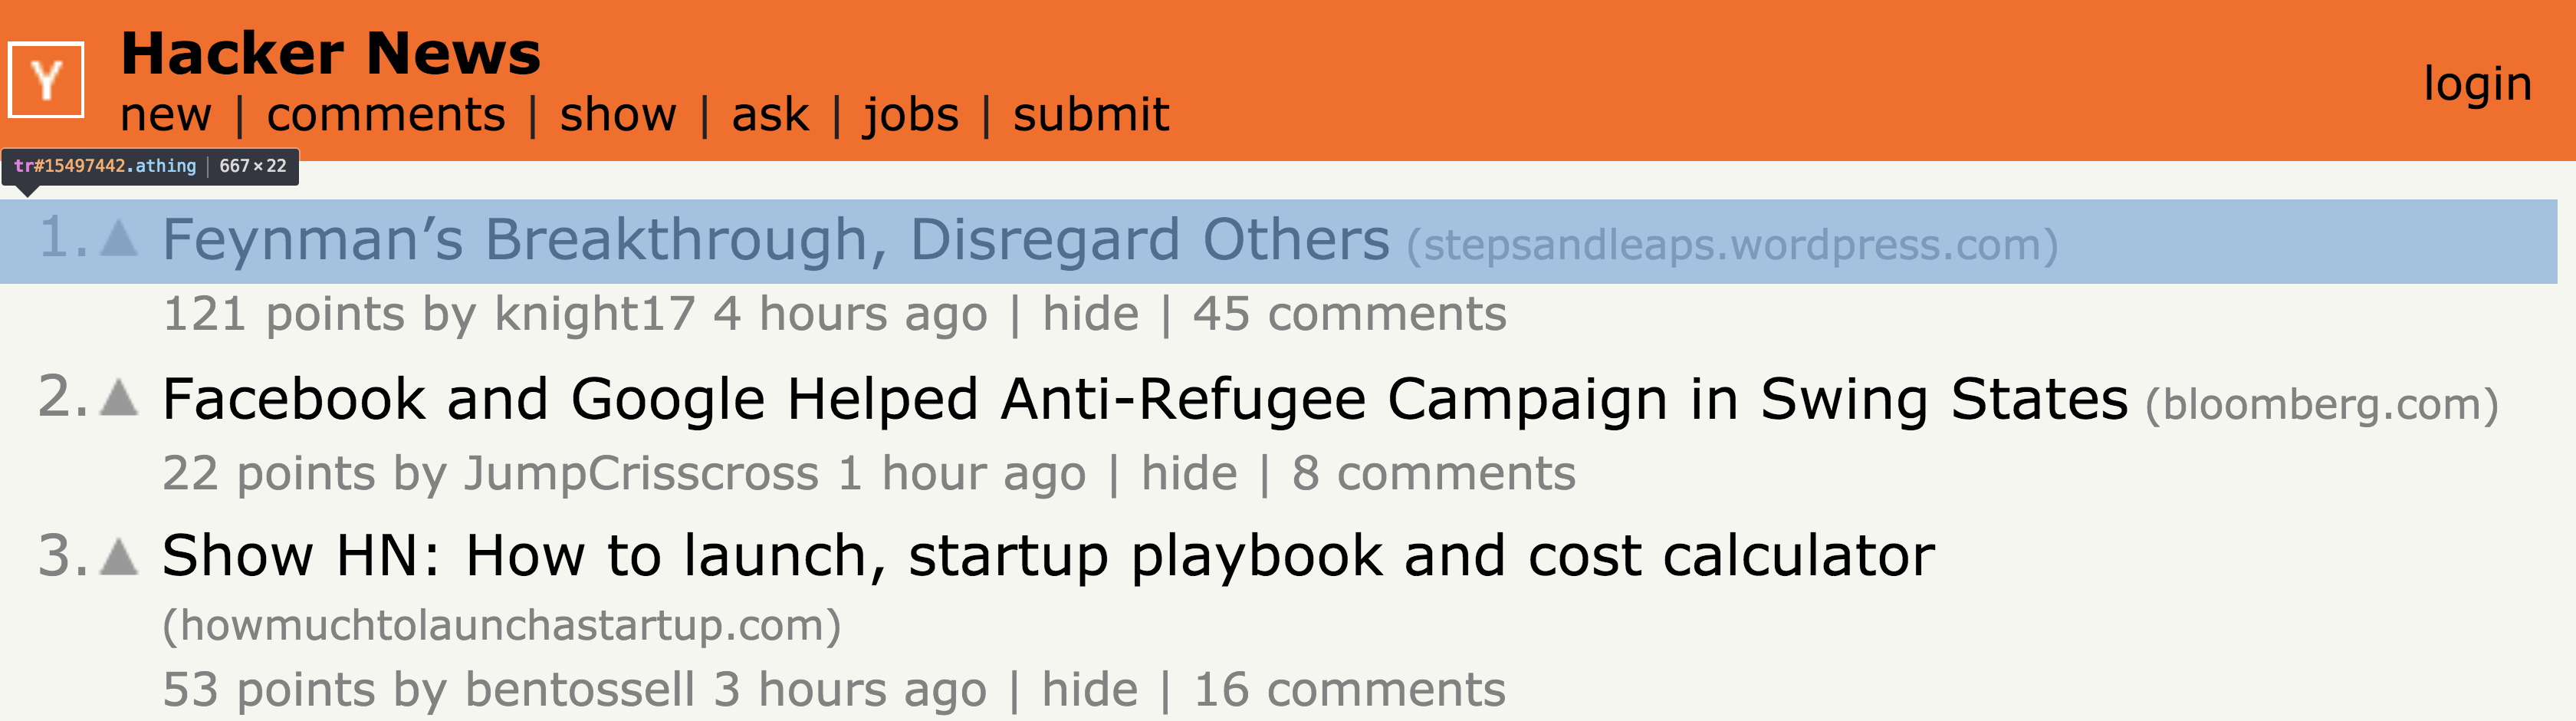 Y
Hacker News
new | comments | show | ask | jobs | submit
login
tr#15497442.athing | 667×22
1. Feynman’s Breakthrough, Disregard Others (stepsandleaps.wordpress.com)
121 points by knight17 4 hours ago | hide | 45 comments
2. Facebook and Google Helped Anti-Refugee Campaign in Swing States (bloomberg.com)
22 points by JumpCrisscross 1 hour ago | hide | 8 comments
3. Show HN: How to launch, startup playbook and cost calculator
(howmuchtolaunchastartup.com)
53 points by bentossell 3 hours ago | hide | 16 comments